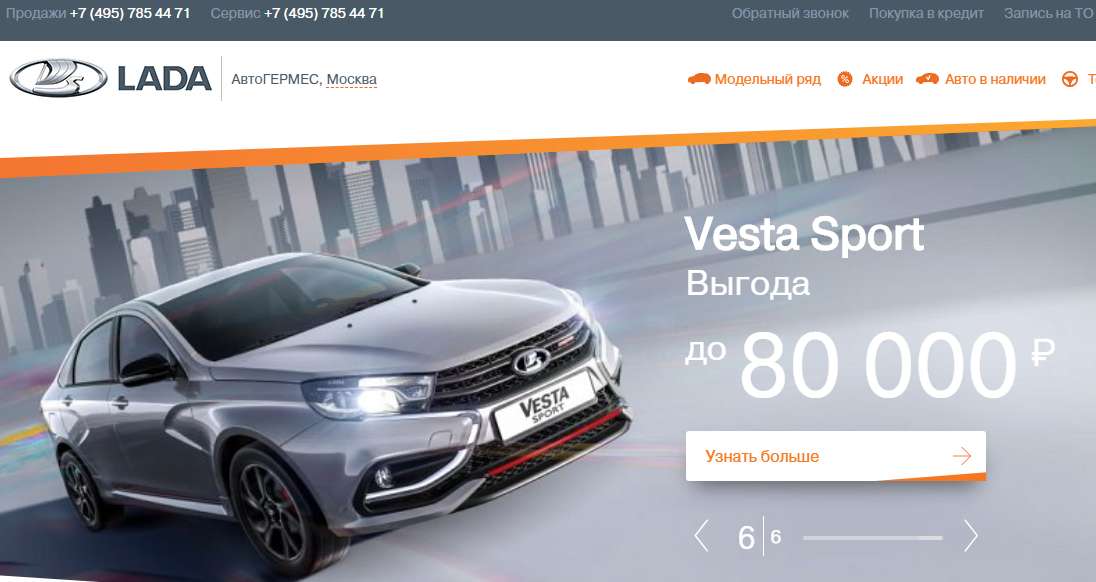 Продажи +7 (495) 785 44 71 Сервис +7 (495) 785 44 71 Обратный звонок Покупка в кредит Запись на ТО
LADA АвтоГЕРМЕС, Москва Модельный ряд % Акции Авто в наличии
Vesta Sport
Выгода
до 80 000 ₽
VESTA
SPORT
Узнать больше
6 6